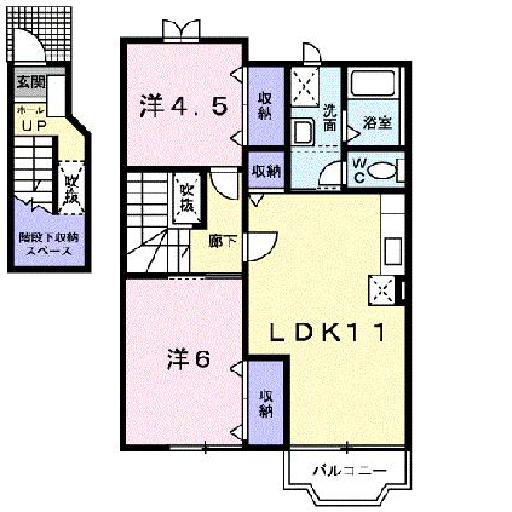 玄関
ホール
UP
吹抜
階段下収納
スペース
洋4.5
収納
洗面
浴室
収納
WC
吹抜
廊下
LDK11
洋6
収納
バルコニー